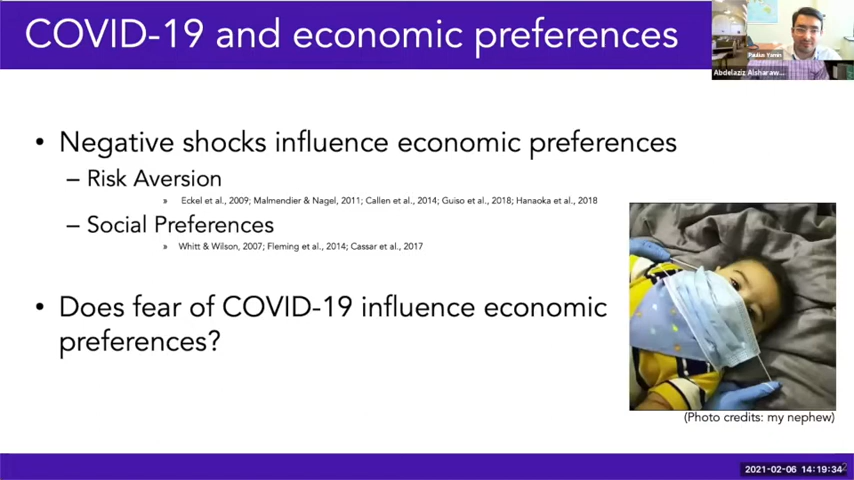 COVID-19 and economic preferences
Paulius Yamin
Abdelaziz Alsharaw...
• Negative shocks influence economic preferences
– Risk Aversion
» Eckel et al., 2009; Malmendier & Nagel, 2011; Callen et al., 2014; Guiso et al., 2018; Hanaoka et al., 2018
– Social Preferences
» Whitt & Wilson, 2007; Fleming et al., 2014; Cassar et al., 2017
• Does fear of COVID-19 influence economic
preferences?
(Photo credits: my nephew)
2021-02-06 14:19:34
2